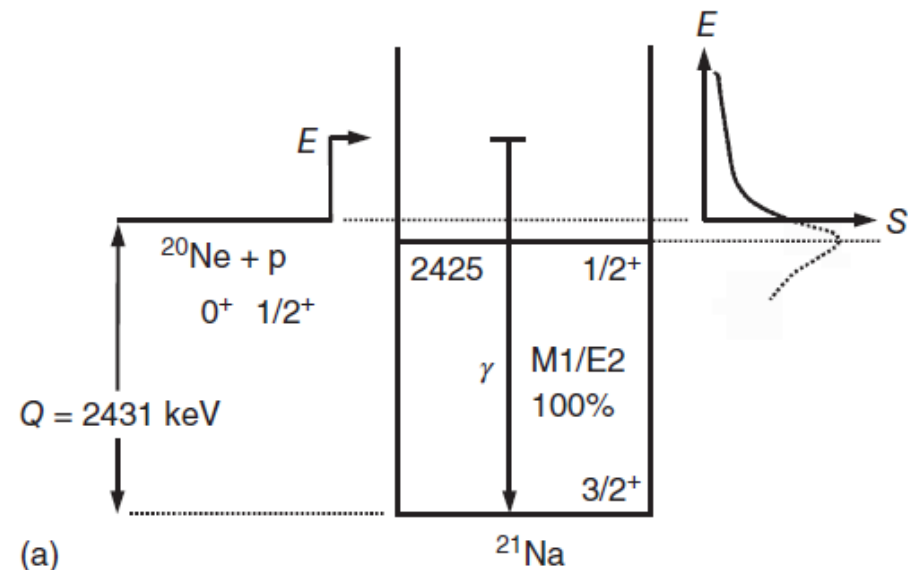 E
E
S
²⁰Ne + p
2425 1/2⁺
0⁺ 1/2⁺
γ
M1/E2
100%
Q = 2431 keV
3/2⁺
(a)
²¹Na